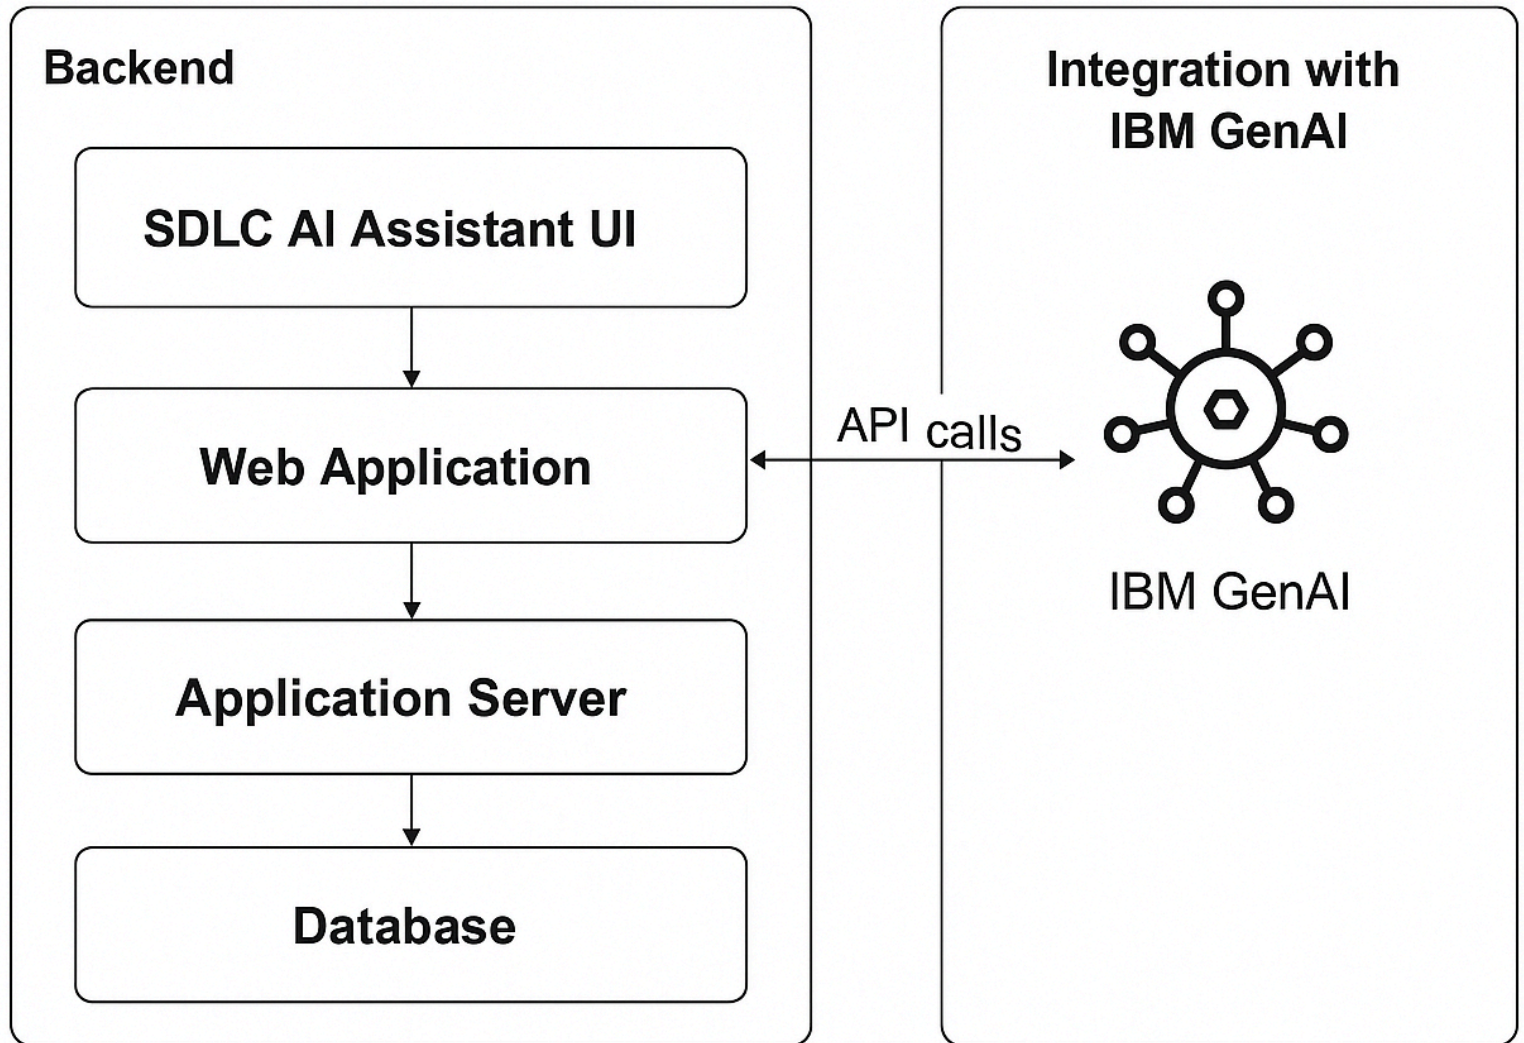 Backend
SDLC AI Assistant UI
Web Application
Application Server
Database
API calls
Integration with
IBM GenAI
IBM GenAI